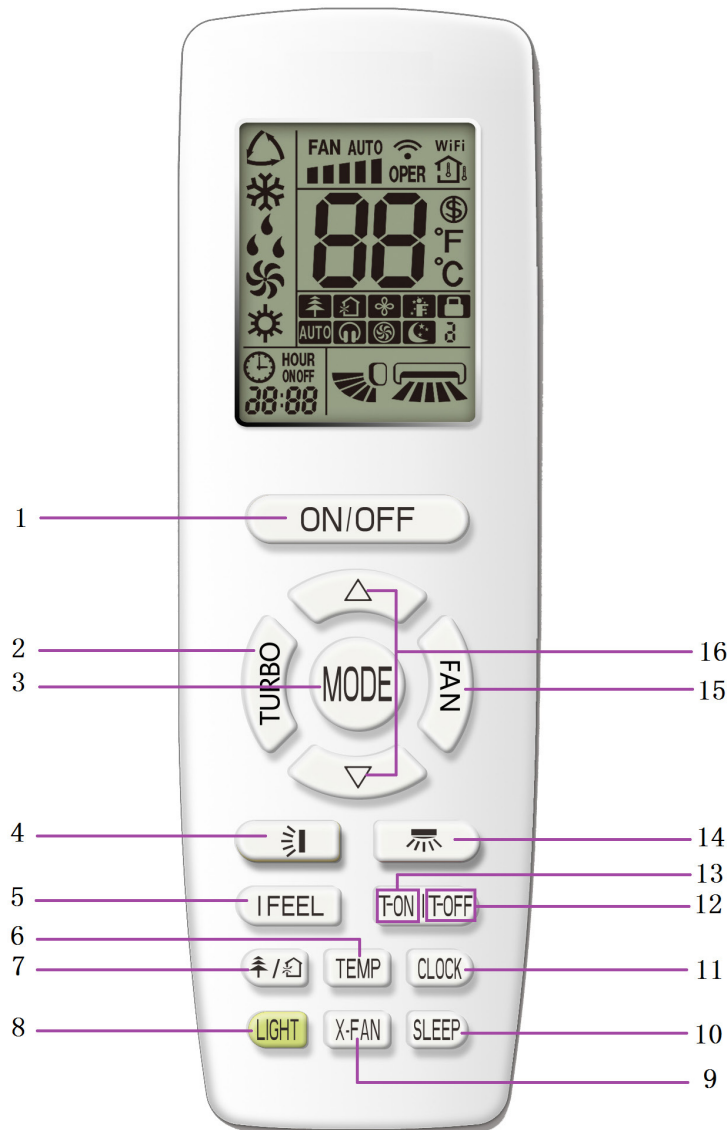 FAN AUTO WiFi
OPER
88 °F
°C
AUTO
HOUR
ON OFF
88:88
1 ON/OFF
2 TURBO
3 MODE
FAN
16
15
4
14
13
5 I FEEL T-ON | T-OFF 12
6
7 / TEMP CLOCK 11
8 LIGHT X-FAN SLEEP 10
9